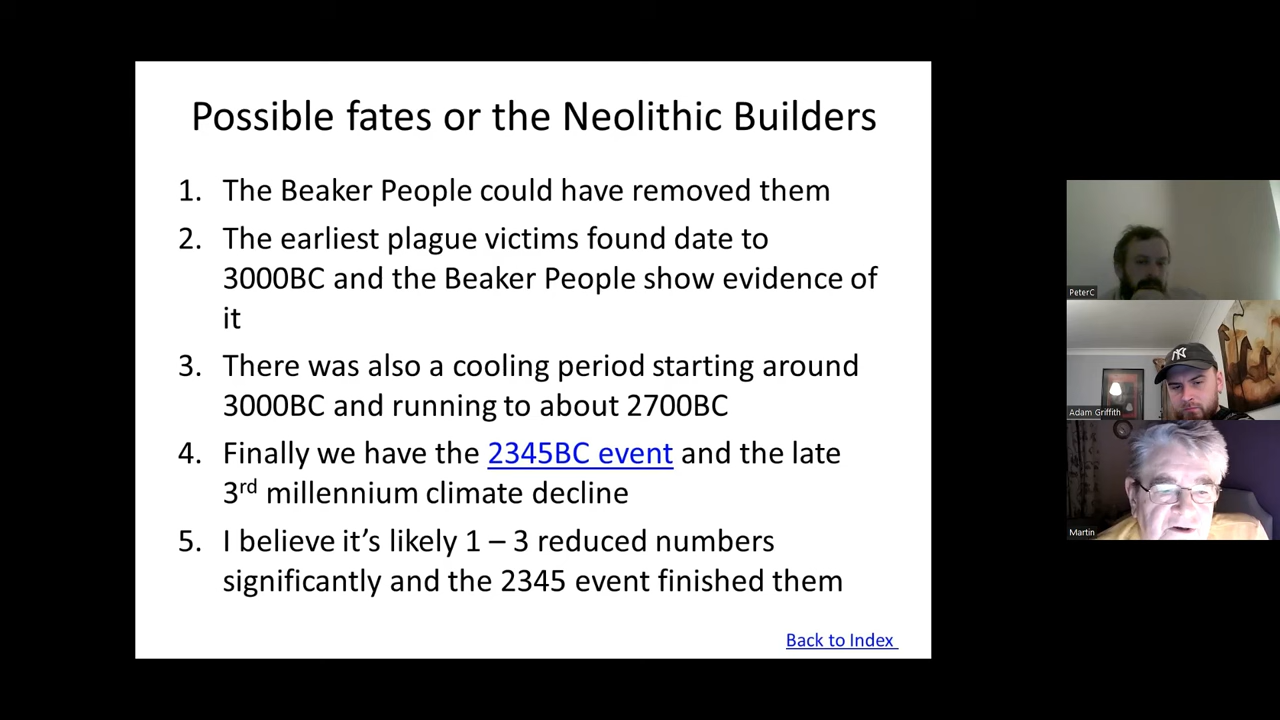 Possible fates or the Neolithic Builders
1. The Beaker People could have removed them
2. The earliest plague victims found date to
3000BC and the Beaker People show evidence of
it
3. There was also a cooling period starting around
3000BC and running to about 2700BC
4. Finally we have the 2345BC event and the late
3rd millennium climate decline
5. I believe it's likely 1 – 3 reduced numbers
significantly and the 2345 event finished them
Back to Index
PeterC
NY
Adam Griffith
Martin